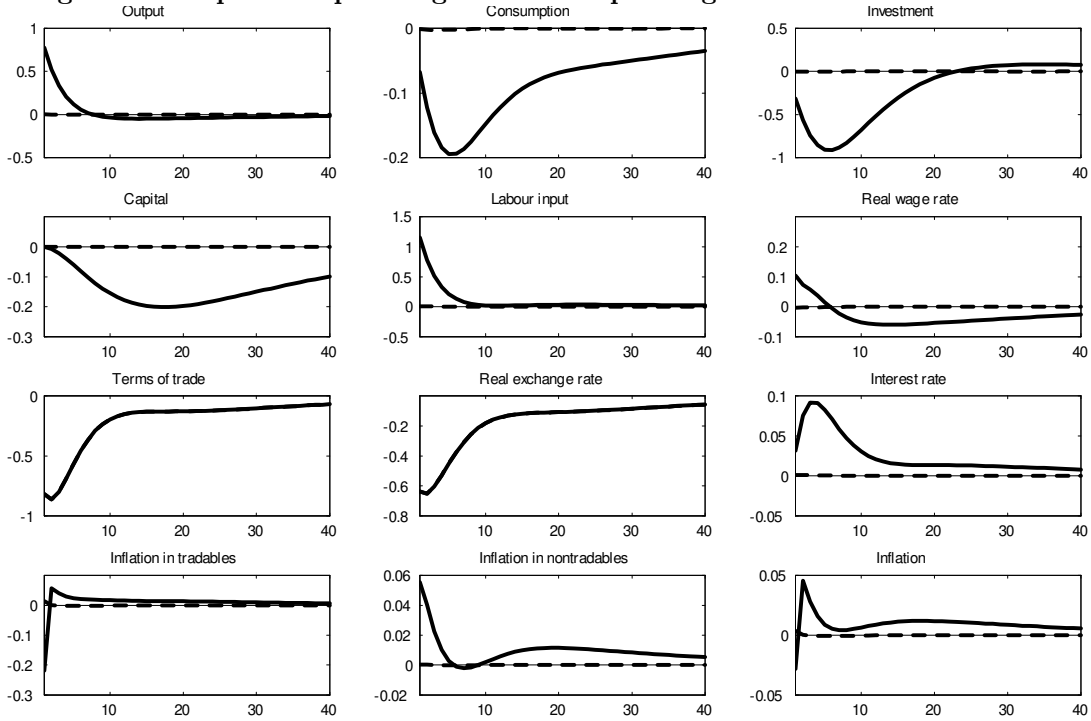 Output Consumption Investment
1 0 0.5
0.5 -0.1 0
0 -0.2 -0.5
-0.5 -1
10 20 30 40 10 20 30 40 10 20 30 40
Capital Labour input Real wage rate
0 1.5 0.2
-0.1 1 0.1
-0.2 0.5 0
-0.3 0 -0.1
-0.5
10 20 30 40 10 20 30 40 10 20 30 40
Terms of trade Real exchange rate Interest rate
0 -0.2 0.1
-0.5 -0.4 0.05
-1 -0.6 0
-0.8 -0.05
10 20 30 40 10 20 30 40 10 20 30 40
Inflation in tradables Inflation in nontradables Inflation
0 0.06 0.05
-0.1 0.04 0
-0.2 0.02 -0.05
-0.3 0
-0.02
10 20 30 40 10 20 30 40 10 20 30 40